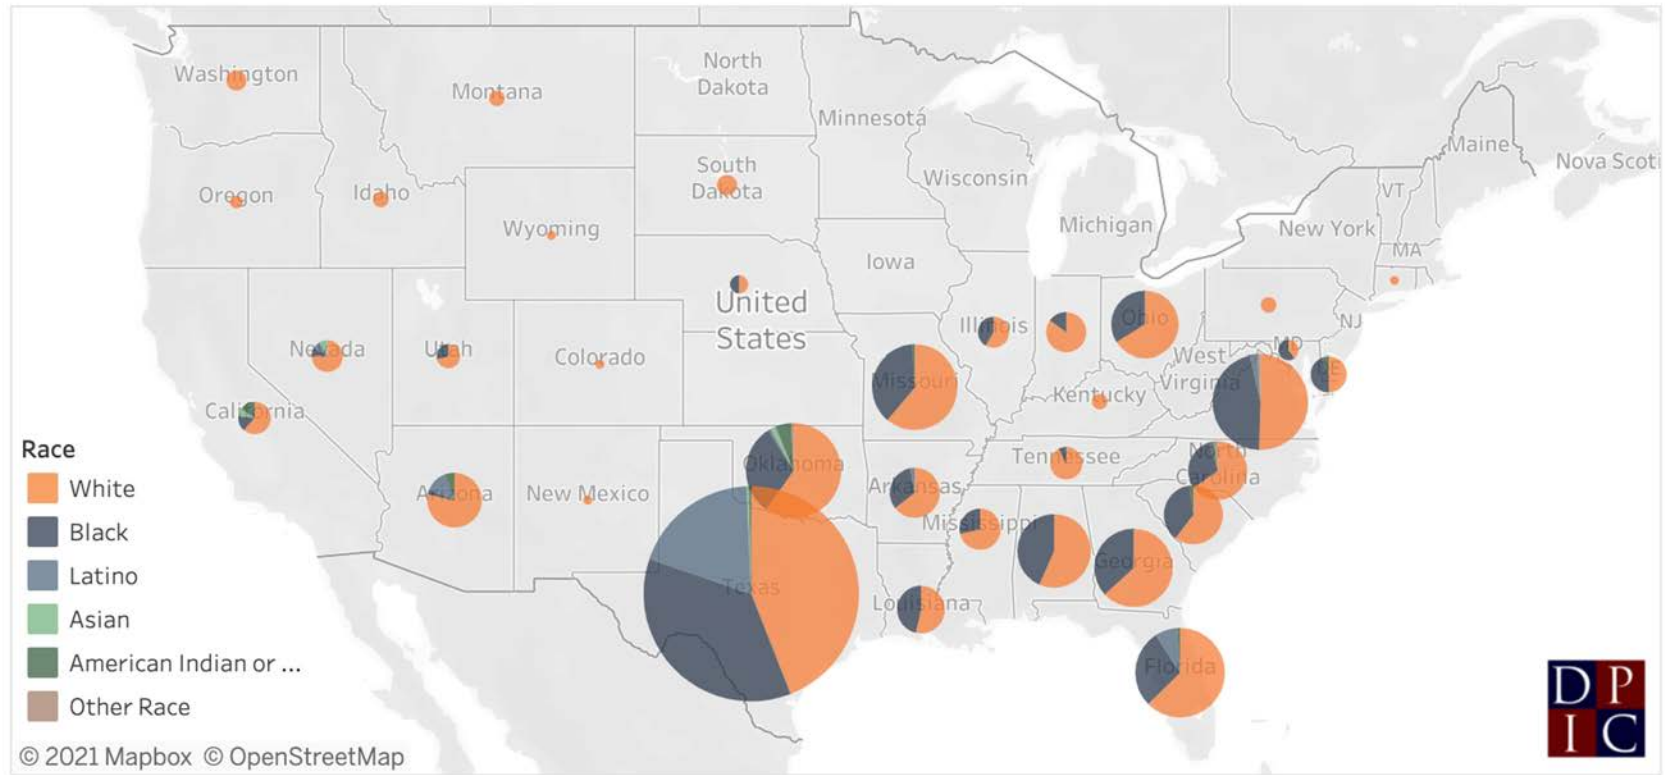 Washington
Montana
North
Dakota
Minnesota
Maine
Nova Scoti
South
Dakota
Wisconsin
VT
Oregon
Idaho
Wyoming
Michigan
New York
MA
Iowa
United
States
Illinois
Ohio
NJ
Nevada
Utah
Colorado
MD
West
Virginia
DE
Missouri
Kentucky
California
Oklahoma
Tennessee
North
Carolina
Arizona
New Mexico
Arkansas
Mississippi
Georgia
Texas
Louisiana
Florida
Race
White
Black
Latino
Asian
American Indian or ...
Other Race
© 2021 Mapbox © OpenStreetMap
D P
I C